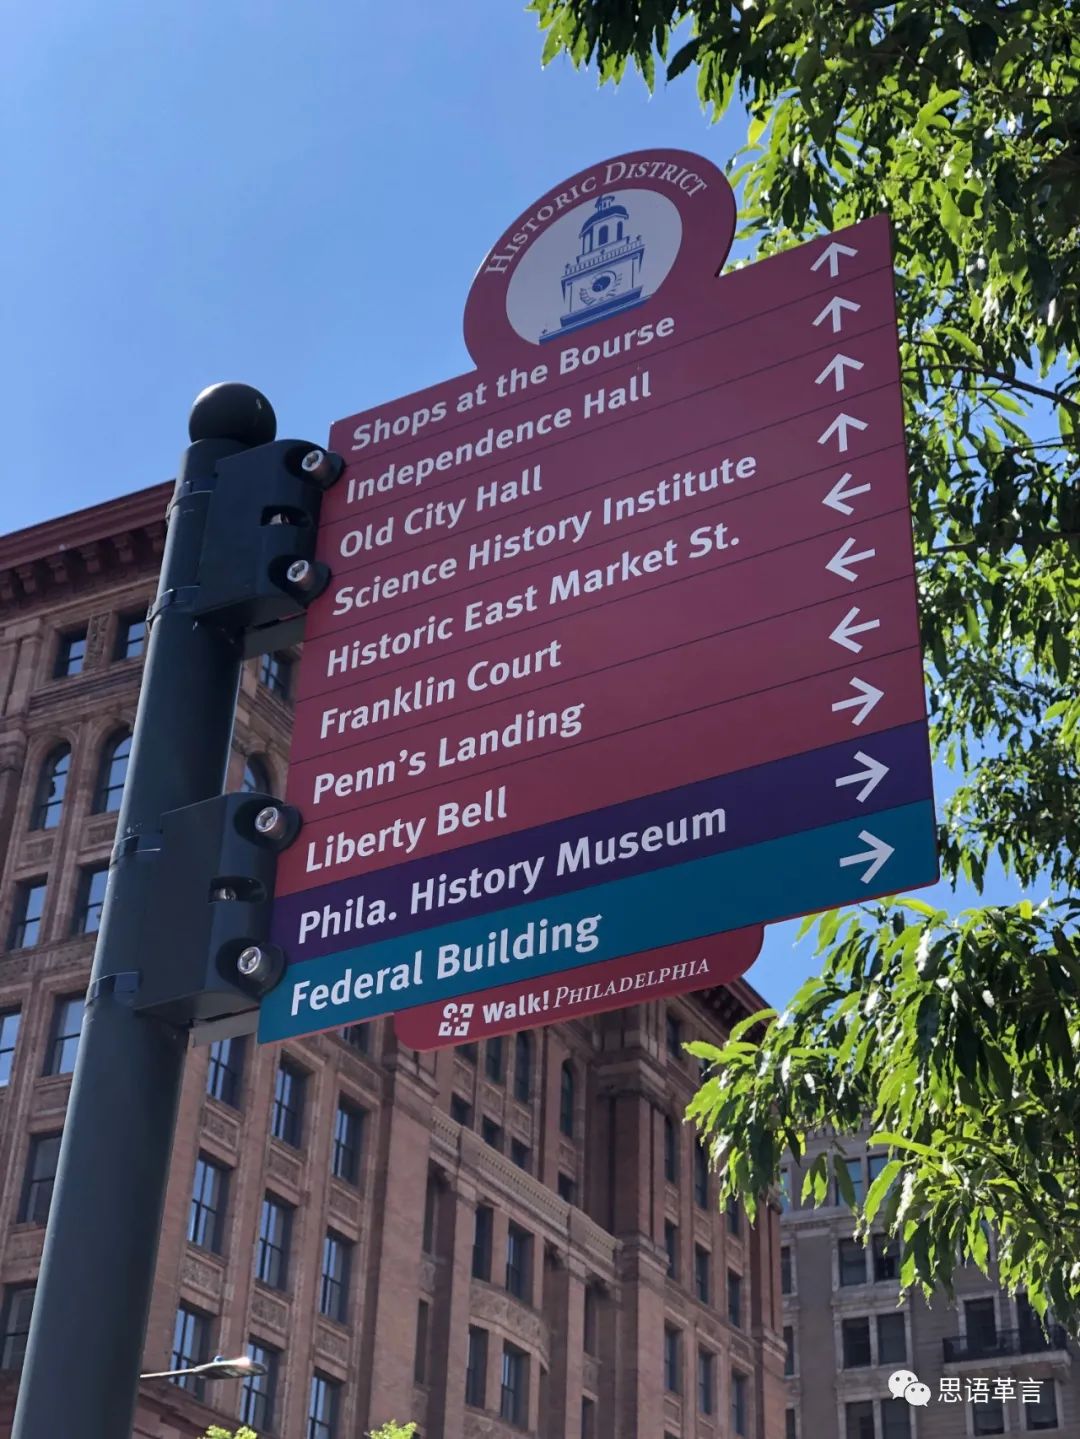 HISTORIC DISTRICT
Shops at the Bourse ↑
Independence Hall ↑
Old City Hall ↑
Science History Institute ↑
Historic East Market St. ←
Franklin Court ←
Penn's Landing ←
Liberty Bell →
Phila. History Museum →
Federal Building →
Walk! PHILADELPHIA
思语革言